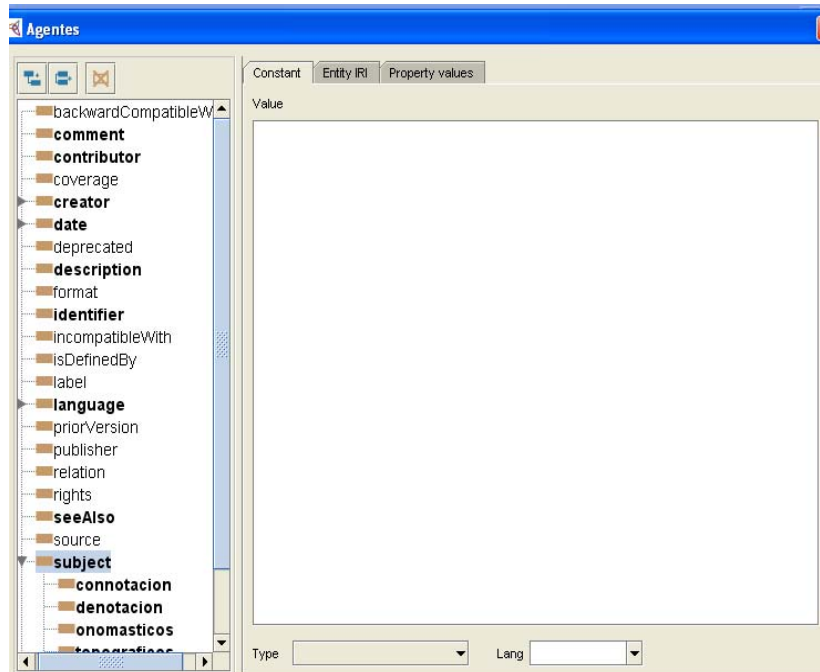 Agentes
Constant Entity IRI Property values
Value
backwardCompatibleW
comment
contributor
coverage
creator
date
deprecated
description
format
identifier
incompatibleWith
isDefinedBy
label
language
priorVersion
publisher
relation
rights
seeAlso
source
subject
connotacion
denotacion
onomasticos
topograficos
Type Lang